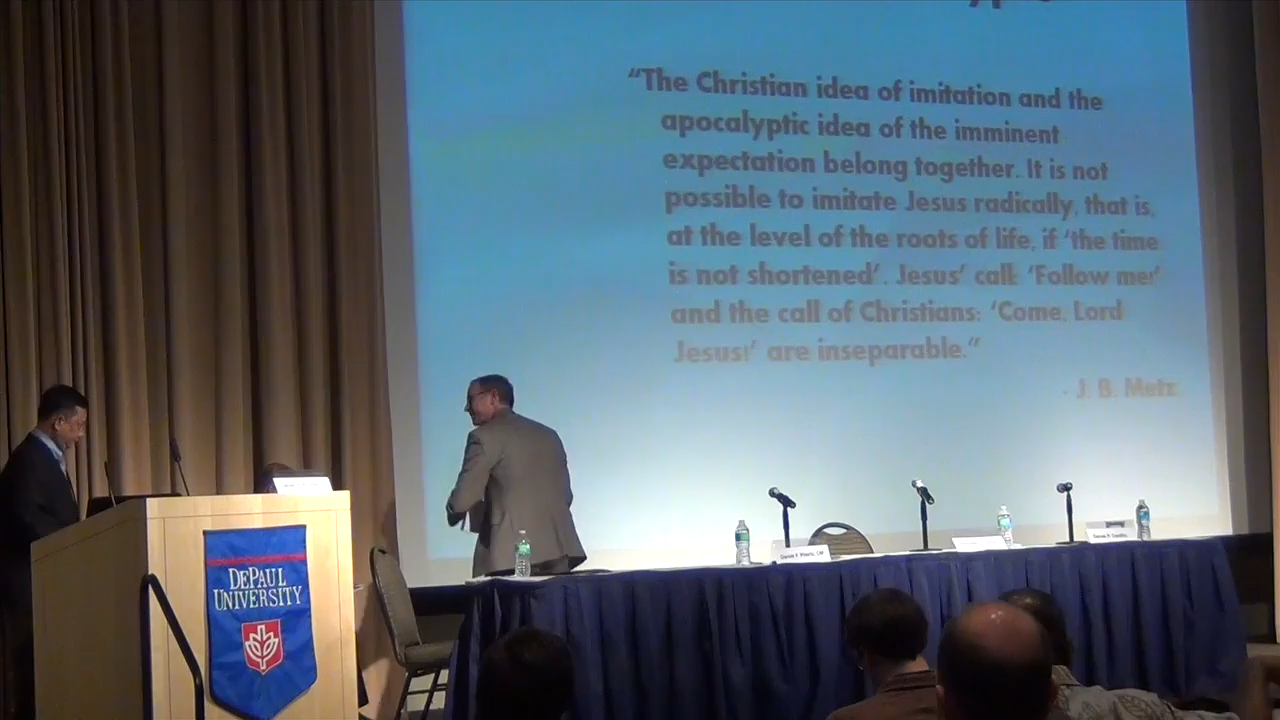 “The Christian idea of imitation and the
apocalyptic idea of the imminent
expectation belong together. It is not
possible to imitate Jesus radically, that is,
at the level of the roots of life, if ‘the time
is not shortened’. Jesus’ call: ‘Follow me!’
and the call of Christians: ‘Come, Lord
Jesus!’ are inseparable.”
- J. B. Metz
DEPAUL
UNIVERSITY